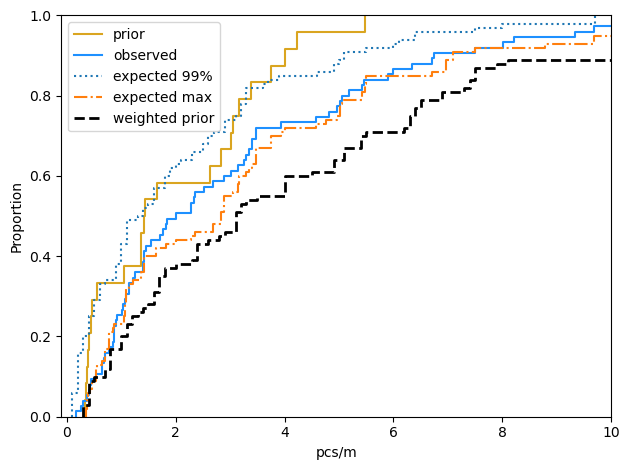 1.0
0.8
0.6
0.4
0.2
0.0
Proportion
prior
observed
expected 99%
expected max
weighted prior
0
2
4
6
8
10
pcs/m